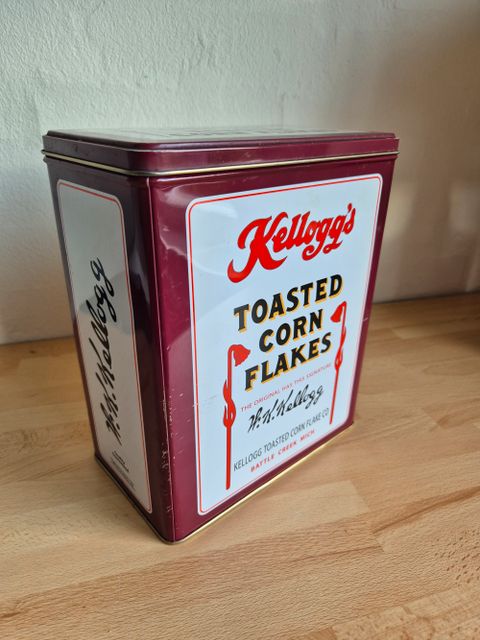 Kellogg's
TOASTED
CORN
FLAKES
THE ORIGINAL HAS THIS SIGNATURE
W.K.Kellogg
KELLOGG TOASTED CORN FLAKE CO
BATTLE CREEK MICH
W.K.Kellogg